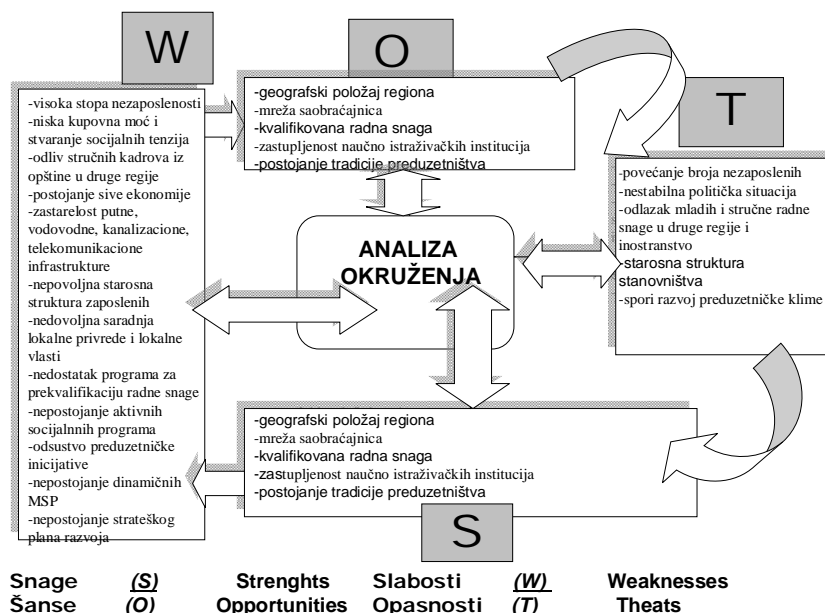 W
-visoka stopa nezaposlenosti
-niska kupovna moć i
stvaranje socijalnih tenzija
-odliv stručnih kadrova iz
opštine u druge regije
-postojanje sive ekonomije
-zastarelost putne,
vodovodne, kanalizacione,
telekomunikacione
infrastrukture
-nepovoljna starosna
struktura zaposlenih
-nedovoljna saradnja
lokalne privrede i lokalne
vlasti
-nedostatak programa za
prekvalifikaciju radne snage
-nepostojanje aktivnih
socijalnnih programa
-odsustvo preduzetničke
inicijative
-nepostojanje dinamičnih
MSP
-nepostojanje strateškog
plana razvoja
O
-geografski položaj regiona
-mreža saobraćajnica
-kvalifikovana radna snaga
-zastupljenost naučno istraživačkih institucija
-postojanje tradicije preduzetništva
T
-povećanje broja nezaposlenih
-nestabilna politička situacija
-odlazak mladih i stručne radne
snage u druge regije i
inostranstvo
-starosna struktura
stanovništva
-spori razvoj preduzetničke klime
ANALIZA
OKRUŽENJA
-geografski položaj regiona
-mreža saobraćajnica
-kvalifikovana radna snaga
-zastupljenost naučno istraživačkih institucija
-postojanje tradicije preduzetništva
S
Snage (S) Strenghts Slabosti (W) Weaknesses
Šanse (O) Opportunities Opasnosti (T) Theats